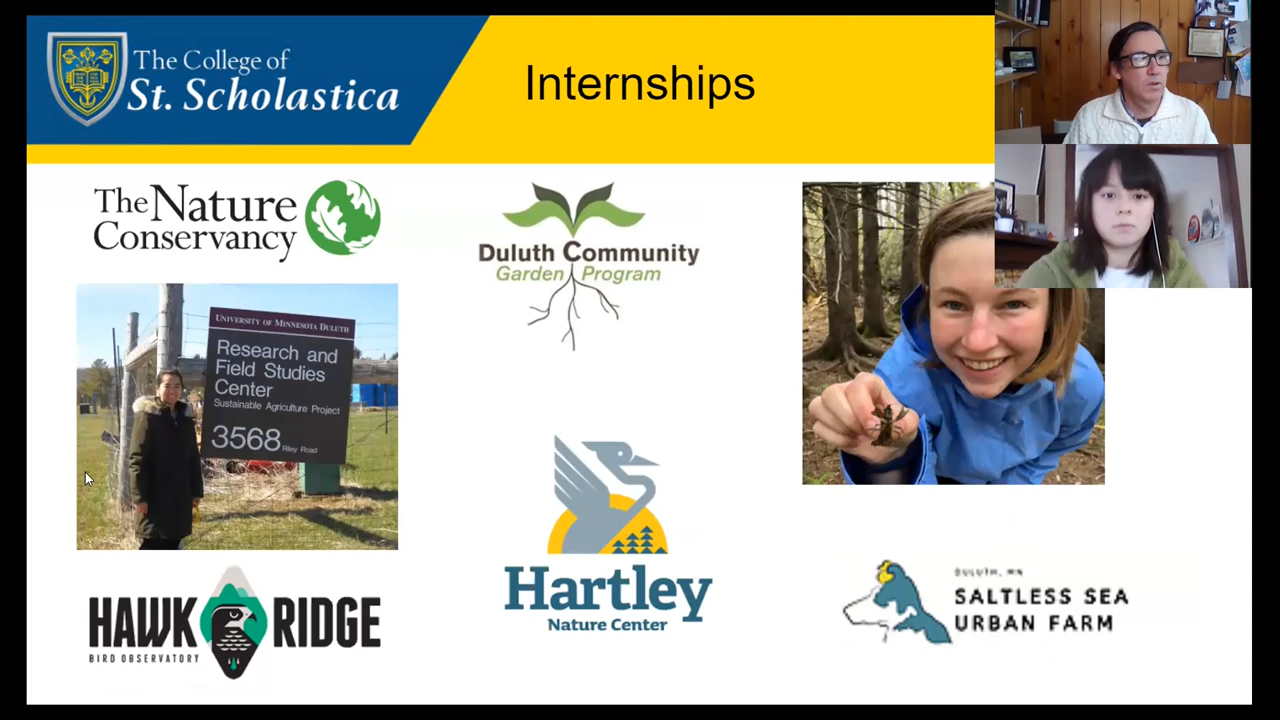 The College of
St. Scholastica
Internships
The Nature
Conservancy
Duluth Community
Garden Program
UNIVERSITY OF MINNESOTA DULUTH
Research and
Field Studies
Center
Sustainable Agriculture Project
3568 Riley Road
HAWK RIDGE
BIRD OBSERVATORY
Hartley
Nature Center
DULUTH, MN
SALTLESS SEA
URBAN FARM